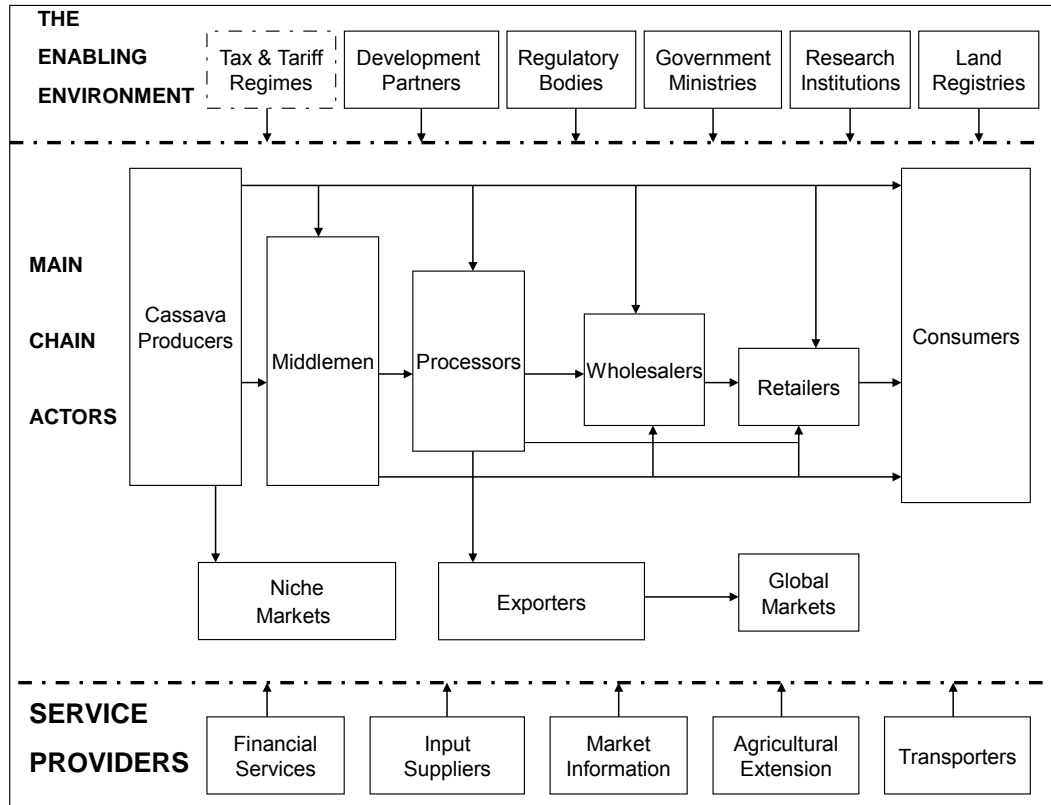 THE
ENABLING
ENVIRONMENT
Tax & Tariff
Regimes
Development
Partners
Regulatory
Bodies
Government
Ministries
Research
Institutions
Land
Registries
MAIN
CHAIN
ACTORS
Cassava
Producers
Middlemen
Processors
Wholesalers
Retailers
Consumers
Niche
Markets
Exporters
Global
Markets
SERVICE
PROVIDERS
Financial
Services
Input
Suppliers
Market
Information
Agricultural
Extension
Transporters